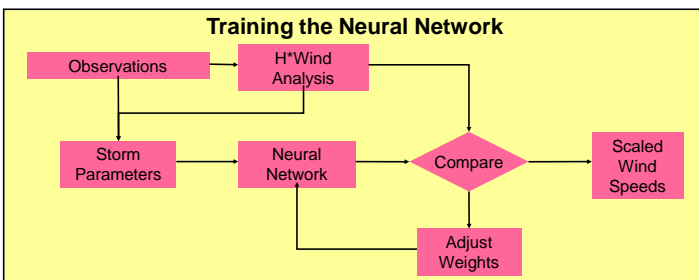 Training the Neural Network
Observations
H*Wind
Analysis
Storm
Parameters
Neural
Network
Compare
Scaled
Wind
Speeds
Adjust
Weights